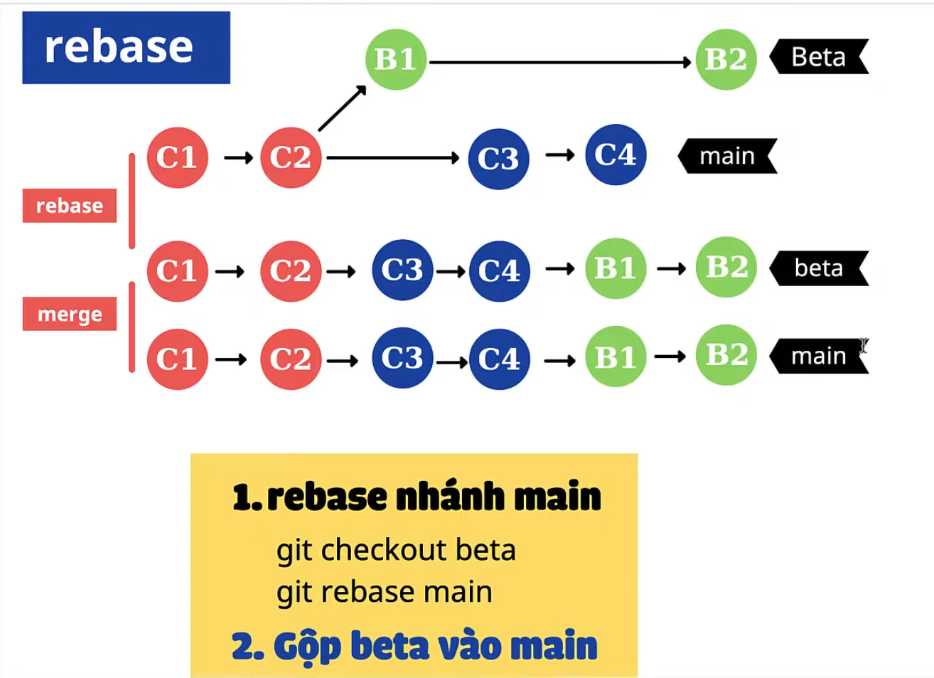 rebase
B1 B2 Beta
C1 C2 C3 C4 main
rebase
C1 C2 C3 C4 B1 B2 beta
merge
C1 C2 C3 C4 B1 B2 main
1. rebase nhánh main
git checkout beta
git rebase main
2. Gộp beta vào main